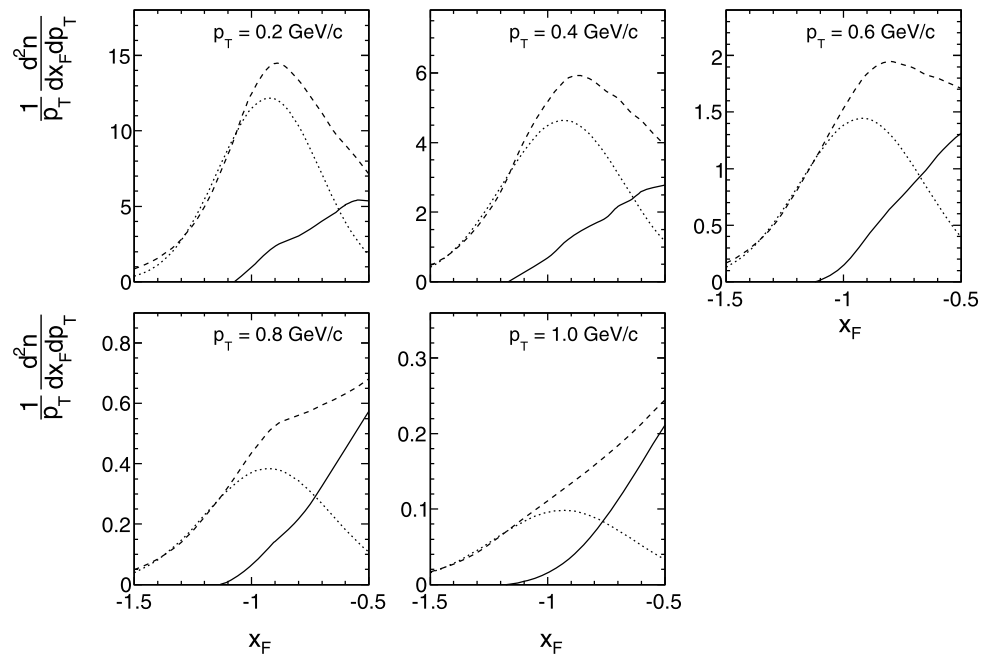 1/p_T d²n/dx_F dp_T
p_T = 0.2 GeV/c
15
10
5
0
p_T = 0.4 GeV/c
6
4
2
0
p_T = 0.6 GeV/c
2
1.5
1
0.5
0
-1.5 -1 -0.5
x_F
1/p_T d²n/dx_F dp_T
p_T = 0.8 GeV/c
0.8
0.6
0.4
0.2
0
-1.5 -1 -0.5
x_F
p_T = 1.0 GeV/c
0.3
0.2
0.1
0
-1.5 -1 -0.5
x_F